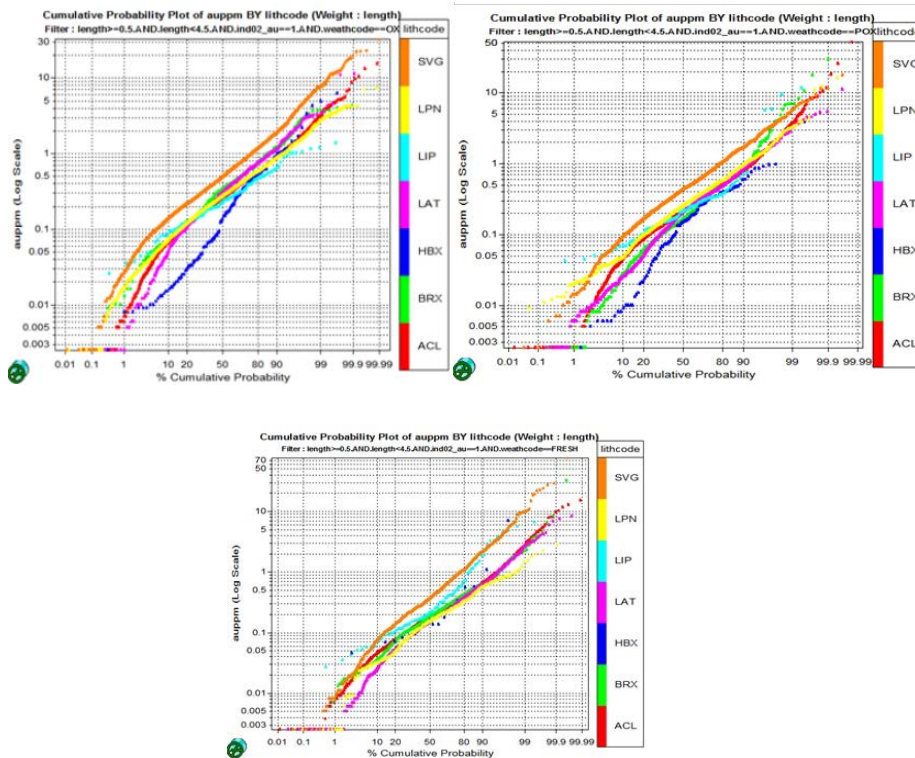 Cumulative Probability Plot of auppm BY lithcode (Weight : length)
Filter : length>=0.5.AND.length<4.5.AND.ind02_au==1.AND.weathcode==OX
lithcode
30
10
5
1
0.5
0.1
0.05
0.01
0.005
0.003
auppm (Log Scale)
0.01 0.1 1 10 20 50 80 90 99 99.9 99.99
% Cumulative Probability
SVG
LPN
LIP
LAT
HBX
BRX
ACL
Cumulative Probability Plot of auppm BY lithcode (Weight : length)
Filter : length>=0.5.AND.length<4.5.AND.ind02_au==1.AND.weathcode==POX
lithcode
50
10
5
1
0.5
0.1
0.05
0.01
0.005
0.003
auppm (Log Scale)
0.01 0.1 1 10 20 50 80 90 99 99.9 99.99
% Cumulative Probability
SVG
LPN
LIP
LAT
HBX
BRX
ACL
Cumulative Probability Plot of auppm BY lithcode (Weight : length)
Filter : length>=0.5.AND.length<4.5.AND.ind02_au==1.AND.weathcode==FRESH
lithcode
70
50
10
5
1
0.5
0.1
0.05
0.01
0.005
0.003
auppm (Log Scale)
0.01 0.1 1 10 20 50 80 90 99 99.9 99.99
% Cumulative Probability
SVG
LPN
LIP
LAT
HBX
BRX
ACL